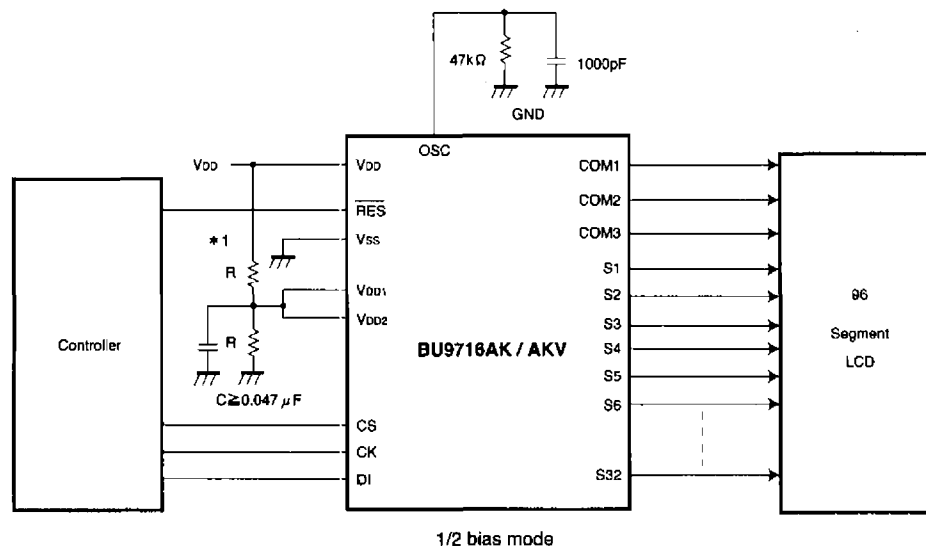 47kΩ
1000pF
GND
OSC
VDD
VDD
RES
VSS
*1
R
VDD1
VDD2
R
C≧0.047 μF
CS
CK
DI
Controller
BU9716AK / AKV
COM1
COM2
COM3
S1
S2
S3
S4
S5
S6
S32
96
Segment
LCD
1/2 bias mode